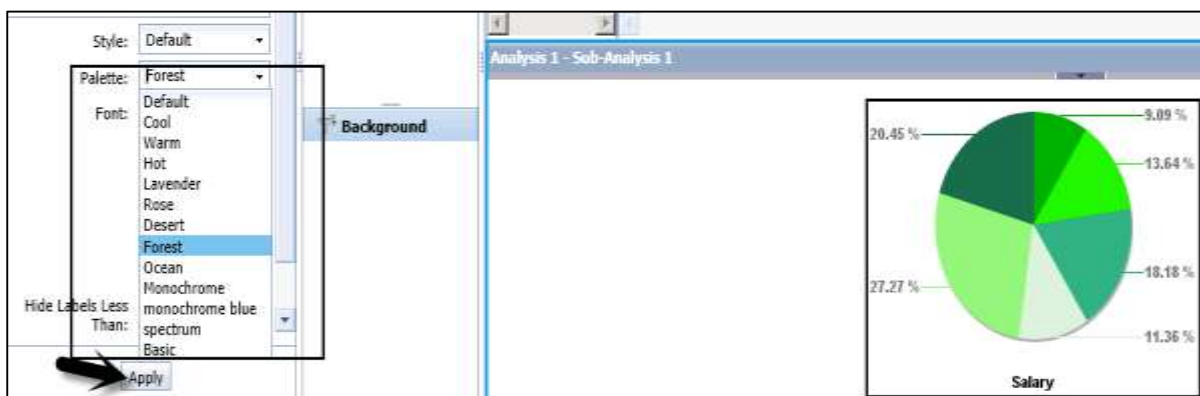 Style: Default
Palette: Forest
Font:
Default
Cool
Warm
Hot
Lavender
Rose
Desert
Forest
Ocean
Monochrome
monochrome blue
spectrum
Basic
Hide Labels Less
Than:
Apply
Background
Analysis 1 - Sub-Analysis 1
9.09 %
20.45 %
13.64 %
18.18 %
27.27 %
11.36 %
Salary